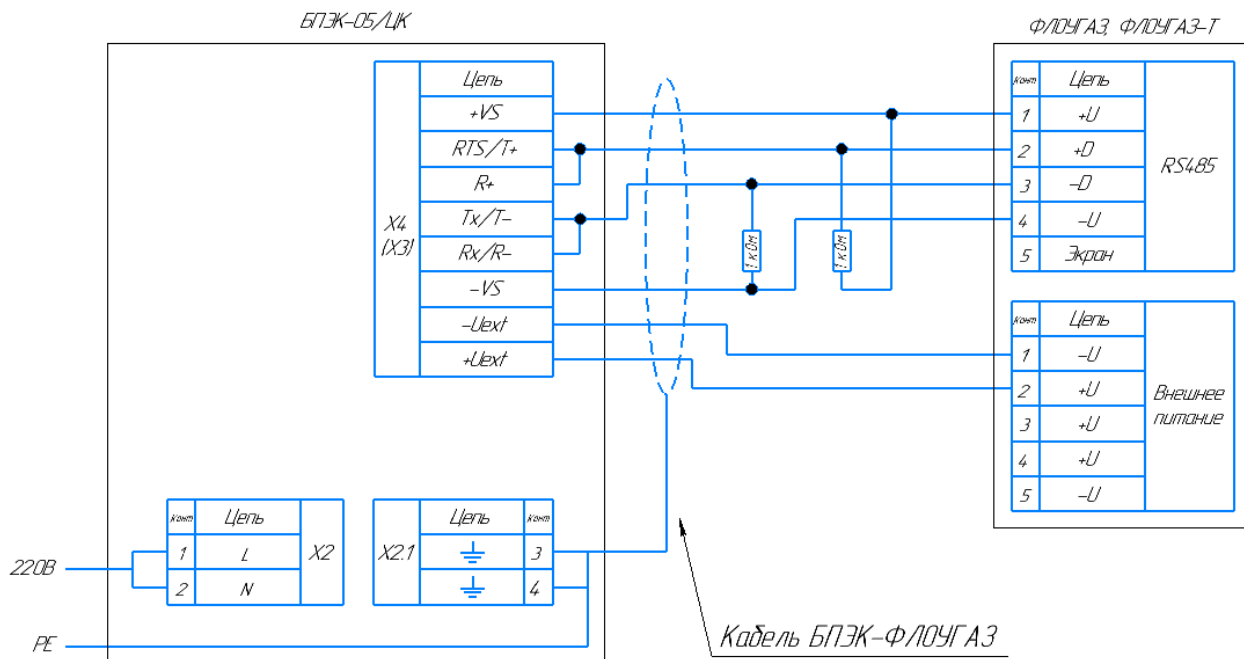 БПЭК-05/ЦК
X4
(X3)
Цепь
+VS
RTS/T+
R+
Tx/T-
Rx/R-
-VS
-Uext
+Uext
1 кОм
1 кОм
ФЛОУГАЗ, ФЛОУГАЗ-Т
Конт Цепь
1 +U
2 +D
3 -D
4 -U
5 Экран
RS485
Конт Цепь
1 -U
2 +U
3 +U
4 +U
5 -U
Внешнее
питание
220В
PE
Конт Цепь
1 L
2 N
X2
X2.1
Цепь Конт
3
4
Кабель БПЭК-ФЛОУГАЗ